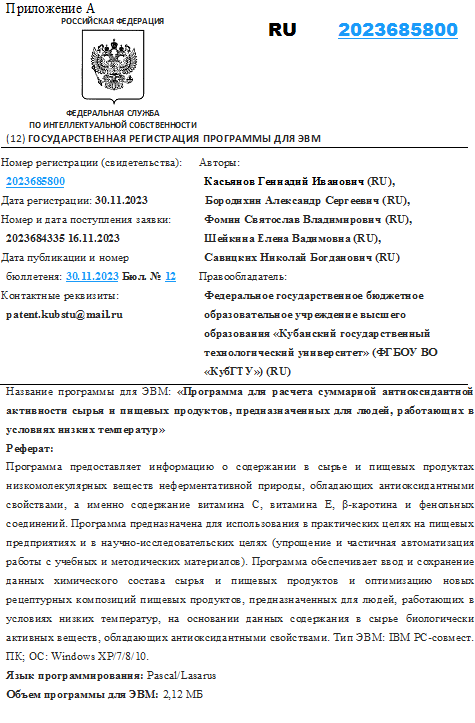 Приложение А
РОССИЙСКАЯ ФЕДЕРАЦИЯ
RU 2023685800
ФЕДЕРАЛЬНАЯ СЛУЖБА
ПО ИНТЕЛЛЕКТУАЛЬНОЙ СОБСТВЕННОСТИ
(12) ГОСУДАРСТВЕННАЯ РЕГИСТРАЦИЯ ПРОГРАММЫ ДЛЯ ЭВМ
Номер регистрации (свидетельства):
2023685800
Дата регистрации: 30.11.2023
Номер и дата поступления заявки:
2023684335 16.11.2023
Дата публикации и номер
бюллетеня: 30.11.2023 Бюл. № 12
Контактные реквизиты:
patent.kubstu@mail.ru
Авторы:
Касьянов Геннадий Иванович (RU),
Бородихин Александр Сергеевич (RU),
Фомин Святослав Владимирович (RU),
Шейкина Елена Вадимовна (RU),
Савицких Николай Богданович (RU)
Правообладатель:
Федеральное государственное бюджетное
образовательное учреждение высшего
образования «Кубанский государственный
технологический университет» (ФГБОУ ВО
«КубГТУ») (RU)
Название программы для ЭВМ: «Программа для расчета суммарной антиоксидантной
активности сырья и пищевых продуктов, предназначенных для людей, работающих в
условиях низких температур»
Реферат:
Программа предоставляет информацию о содержании в сырье и пищевых продуктах
низкомолекулярных веществ неферментативной природы, обладающих антиоксидантными
свойствами, а именно содержание витамина С, витамина Е, β-каротина и фенольных
соединений. Программа предназначена для использования в практических целях на пищевых
предприятиях и в научно-исследовательских целях (упрощение и частичная автоматизация
работы с учебных и методических материалов). Программа обеспечивает ввод и сохранение
данных химического состава сырья и пищевых продуктов и оптимизацию новых
рецептурных композиций пищевых продуктов, предназначенных для людей, работающих в
условиях низких температур, на основании данных содержания в сырье биологически
активных веществ, обладающих антиоксидантными свойствами. Тип ЭВМ: IBM PC-совмест.
ПК; ОС: Windows XP/7/8/10.
Язык программирования: Pascal/Lasarus
Объем программы для ЭВМ: 2,12 МБ